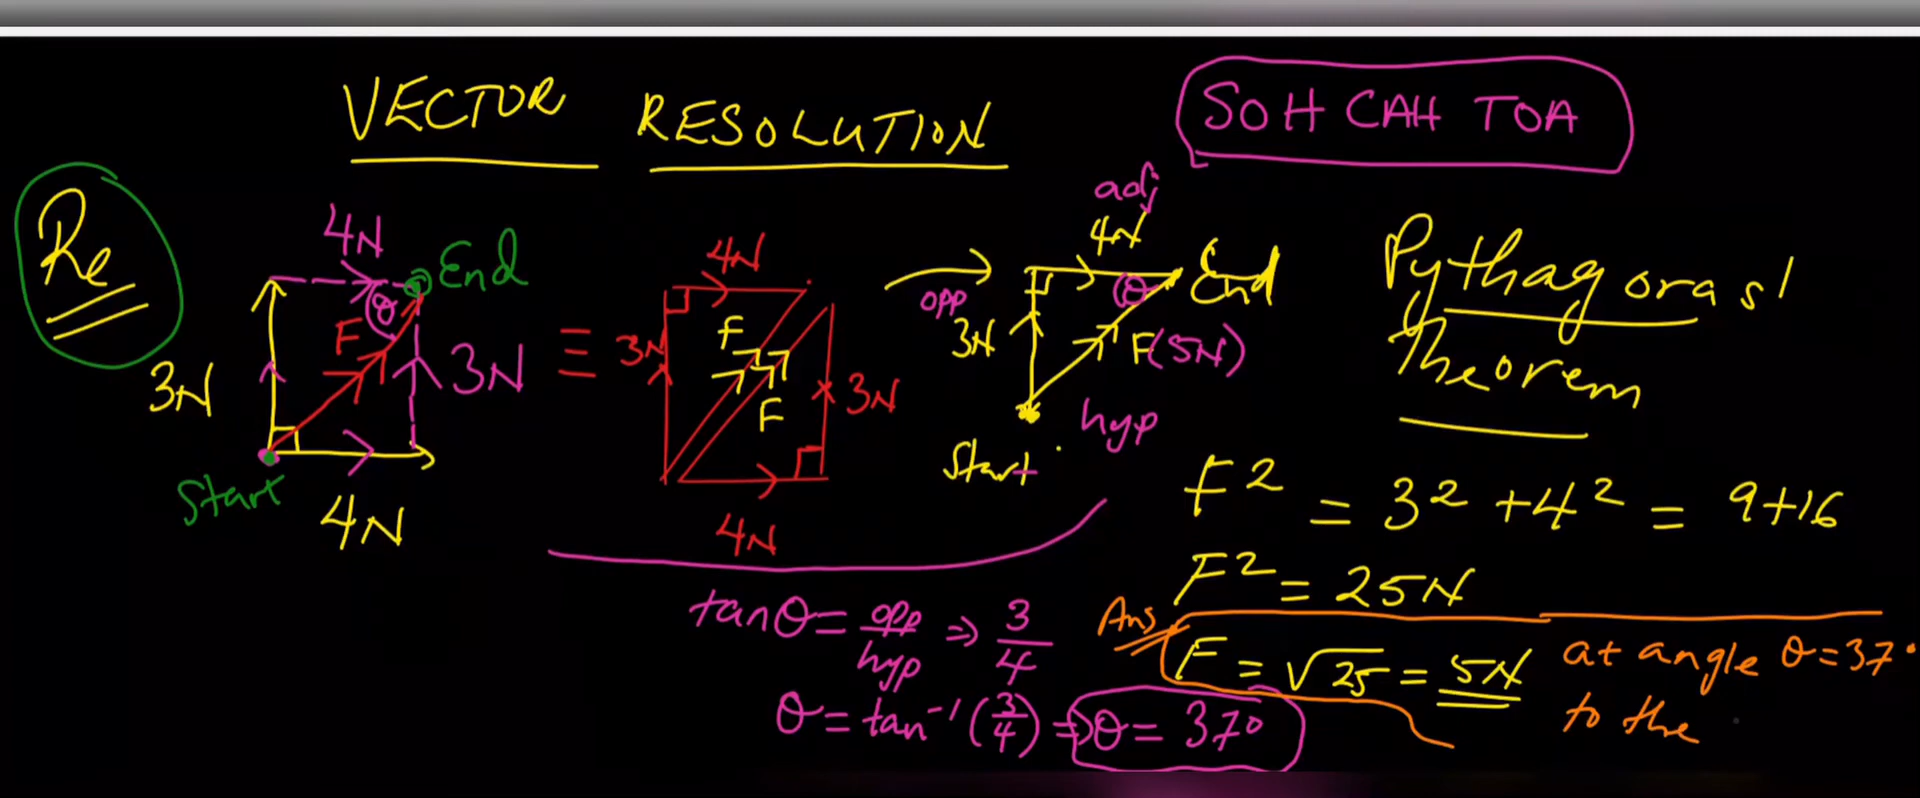 VECTOR RESOLUTION
SOH CAH TOA
Re
4N
End
θ
F
3N
3N
Start
4N
4N
3N
F
F
3N
4N
adj
4N
End
opp
θ
3N
F(5N)
hyp
Start
Pythagoras'
Theorem
F² = 3² + 4² = 9+16
F² = 25N
Ans
F = √25 = 5N at angle θ = 37°
to the
tanθ = opp/hyp ⇒ 3/4
θ = tan⁻¹(3/4) ⇒ θ = 37°